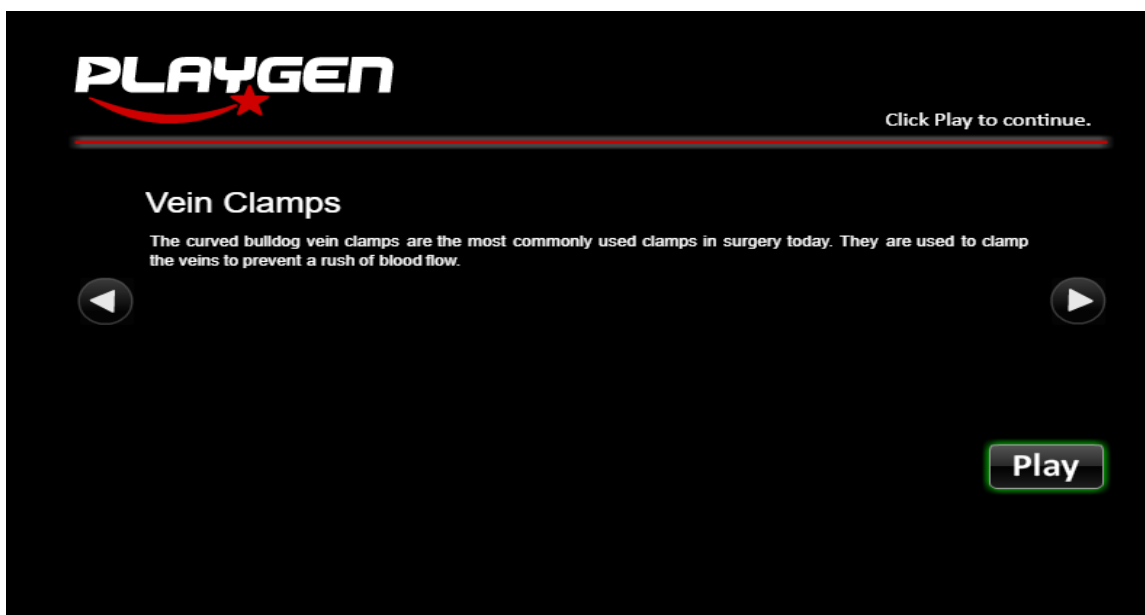 PLAYGEN
Click Play to continue.
Vein Clamps
The curved bulldog vein clamps are the most commonly used clamps in surgery today. They are used to clamp
the veins to prevent a rush of blood flow.
Play